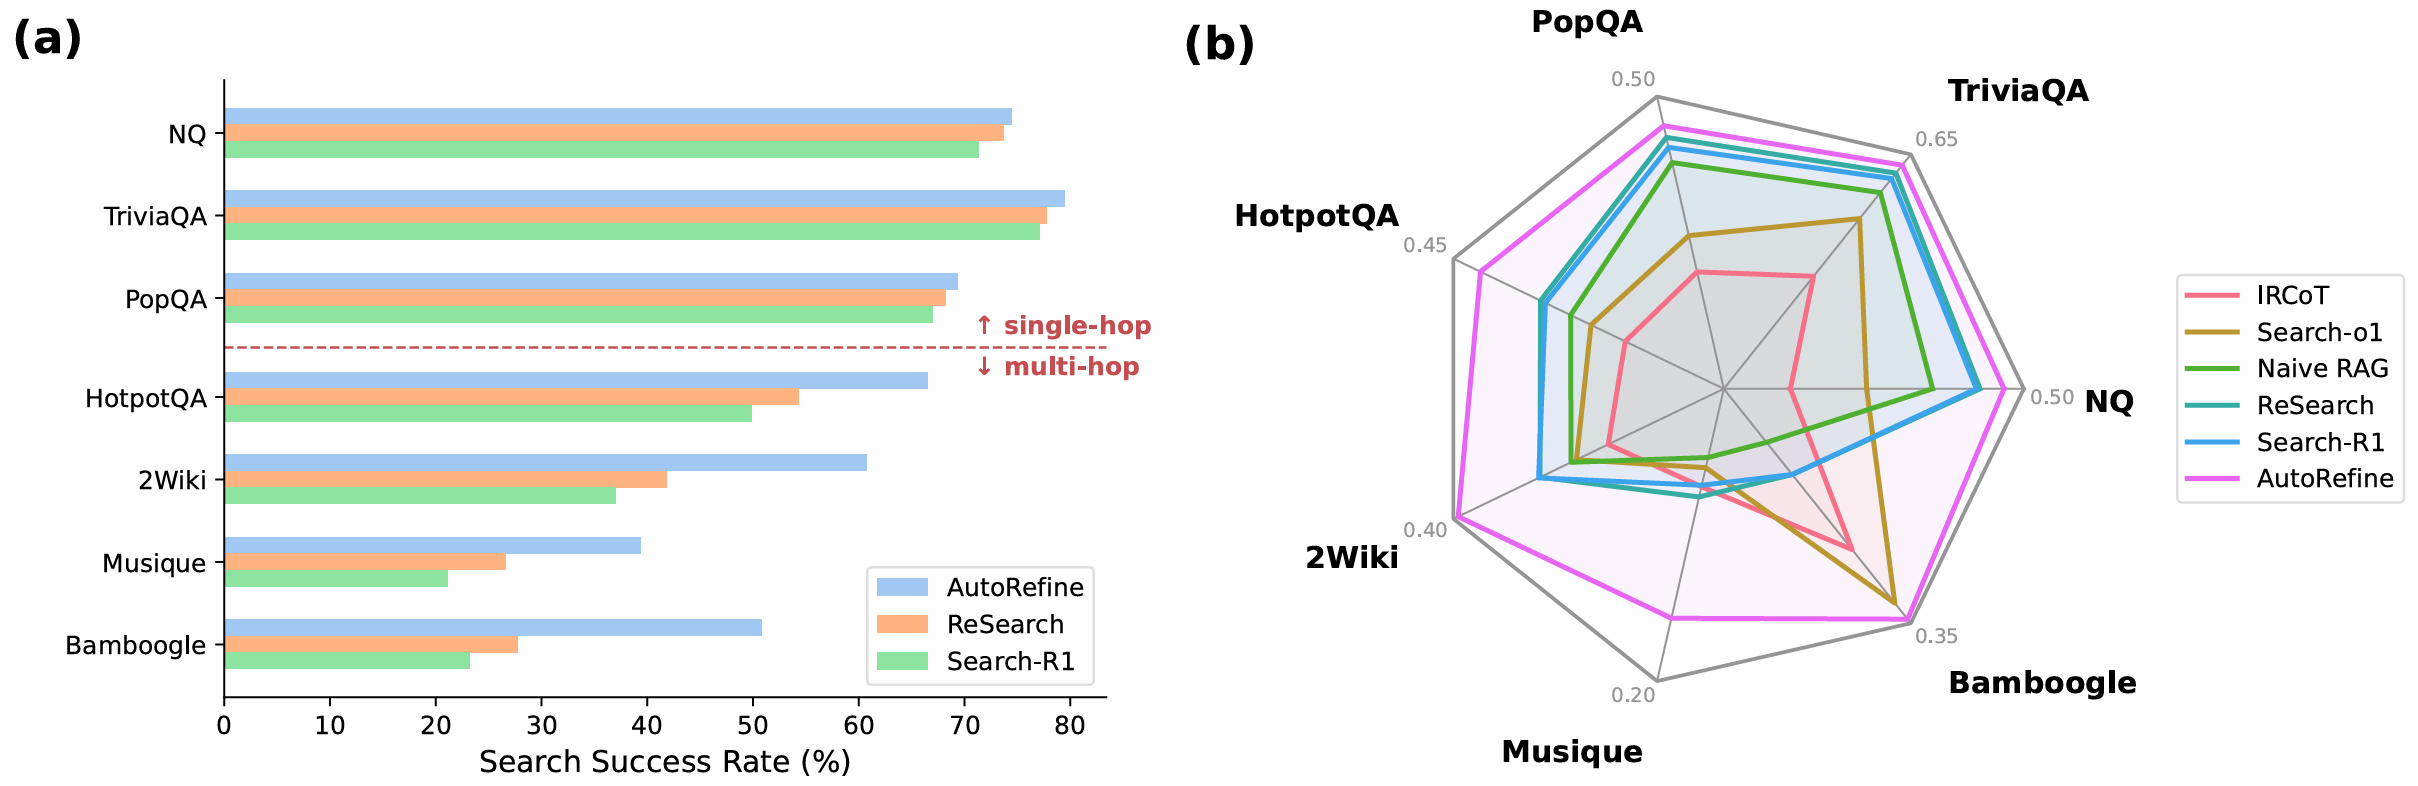 (a)
NQ
TriviaQA
PopQA
↑ single-hop
↓ multi-hop
HotpotQA
2Wiki
Musique
Bamboogle
AutoRefine
ReSearch
Search-R1
0 10 20 30 40 50 60 70 80
Search Success Rate (%)
(b)
PopQA
0.50
TriviaQA
0.65
HotpotQA
0.45
0.50 NQ
0.40
2Wiki
0.35
Bamboogle
0.20
Musique
IRCoT
Search-o1
Naive RAG
ReSearch
Search-R1
AutoRefine